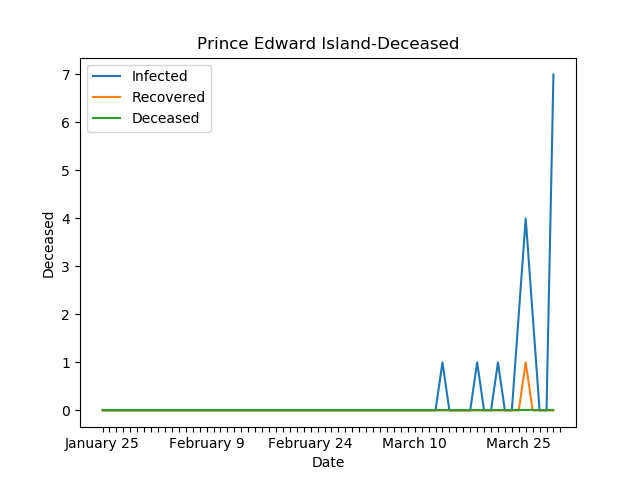 Prince Edward Island-Deceased
Infected
Recovered
Deceased
7
6
5
4
3
2
1
0
Deceased
January 25
February 9
February 24
March 10
March 25
Date